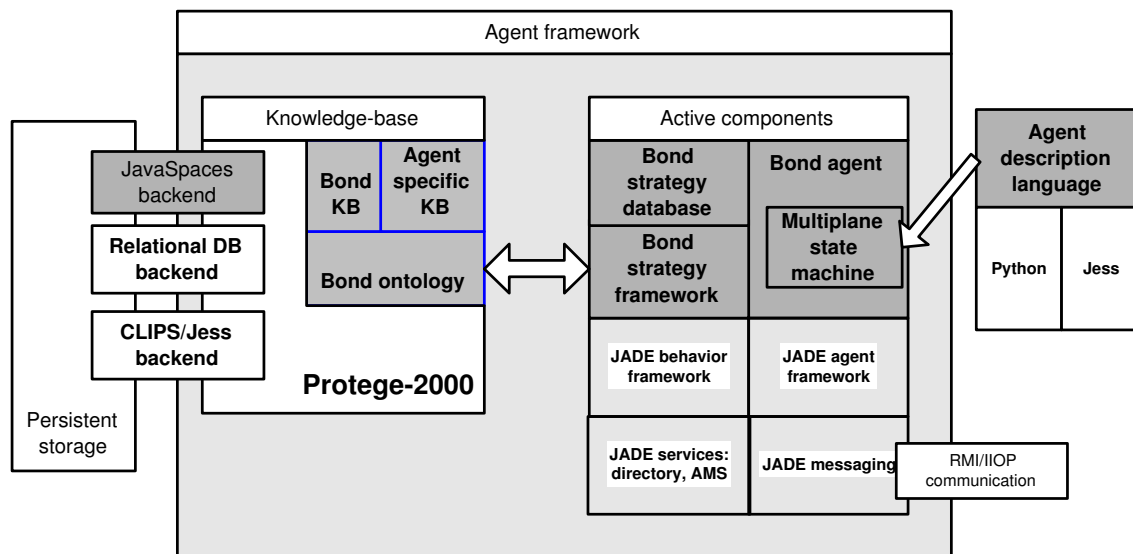 Agent framework
Knowledge-base
Active components
JavaSpaces
backend
Relational DB
backend
CLIPS/Jess
backend
Persistent
storage
Bond
KB
Agent
specific
KB
Bond ontology
Protege-2000
Bond
strategy
database
Bond agent
Multiplane
state
machine
Bond
strategy
framework
JADE behavior
framework
JADE agent
framework
JADE services:
directory, AMS
JADE messaging
RMI/IIOP
communication
Agent
description
language
Python
Jess